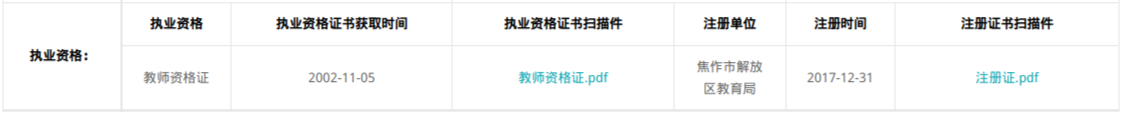 执业资格：
执业资格 执业资格证书获取时间 执业资格证书扫描件 注册单位 注册时间 注册证书扫描件
教师资格证 2002-11-05 教师资格证.pdf 焦作市解放 2017-12-31 注册证.pdf
区教育局